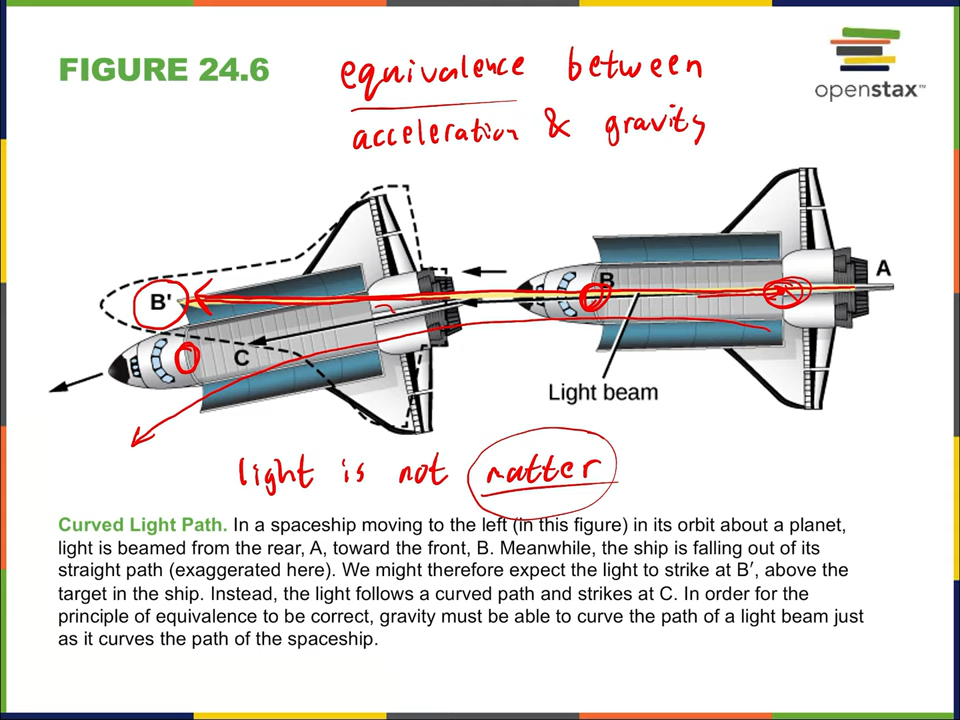 FIGURE 24.6
equivalence between
acceleration & gravity
openstax™
A
B
B'
C
Light beam
light is not matter
Curved Light Path. In a spaceship moving to the left (in this figure) in its orbit about a planet,
light is beamed from the rear, A, toward the front, B. Meanwhile, the ship is falling out of its
straight path (exaggerated here). We might therefore expect the light to strike at B′, above the
target in the ship. Instead, the light follows a curved path and strikes at C. In order for the
principle of equivalence to be correct, gravity must be able to curve the path of a light beam just
as it curves the path of the spaceship.